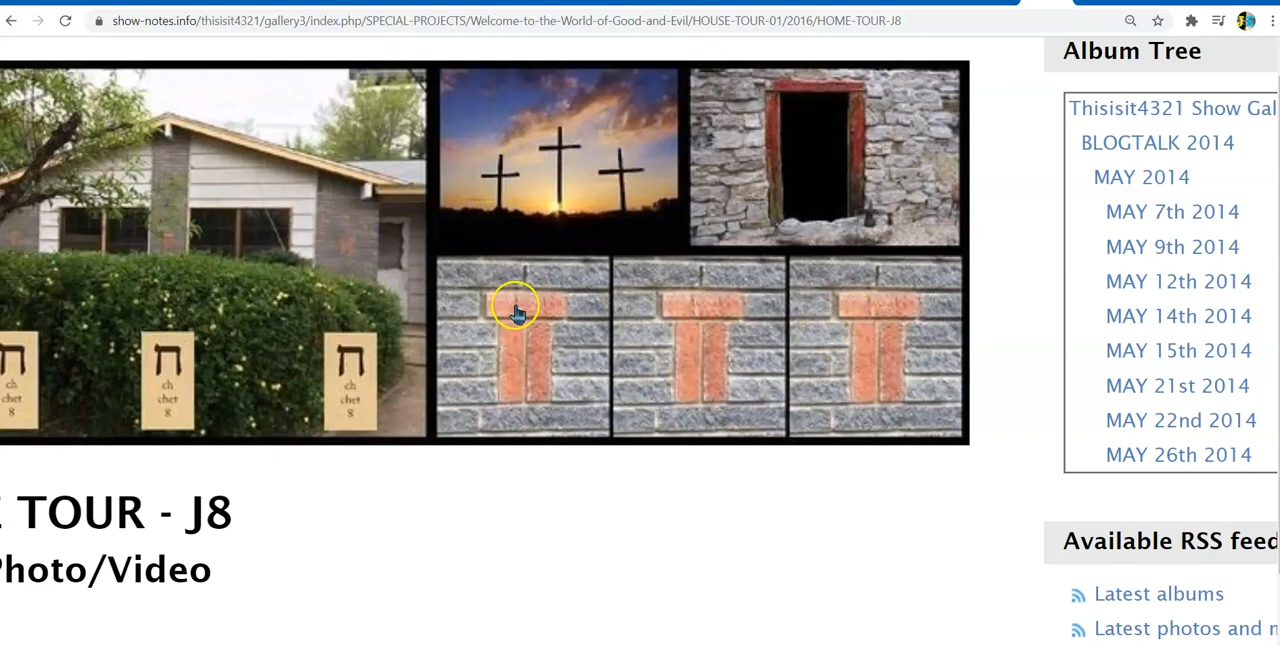 show-notes.info/thisisit4321/gallery3/index.php/SPECIAL-PROJECTS/Welcome-to-the-World-of-Good-and-Evil/HOUSE-TOUR-01/2016/HOME-TOUR-J8
Album Tree
Thisisit4321 Show Gal
BLOGTALK 2014
MAY 2014
MAY 7th 2014
MAY 9th 2014
MAY 12th 2014
MAY 14th 2014
MAY 15th 2014
MAY 21st 2014
MAY 22nd 2014
MAY 26th 2014
ח
ch
chet
8
ח
ch
chet
8
ח
ch
chet
8
E TOUR - J8
Photo/Video
Available RSS feed
Latest albums
Latest photos and m